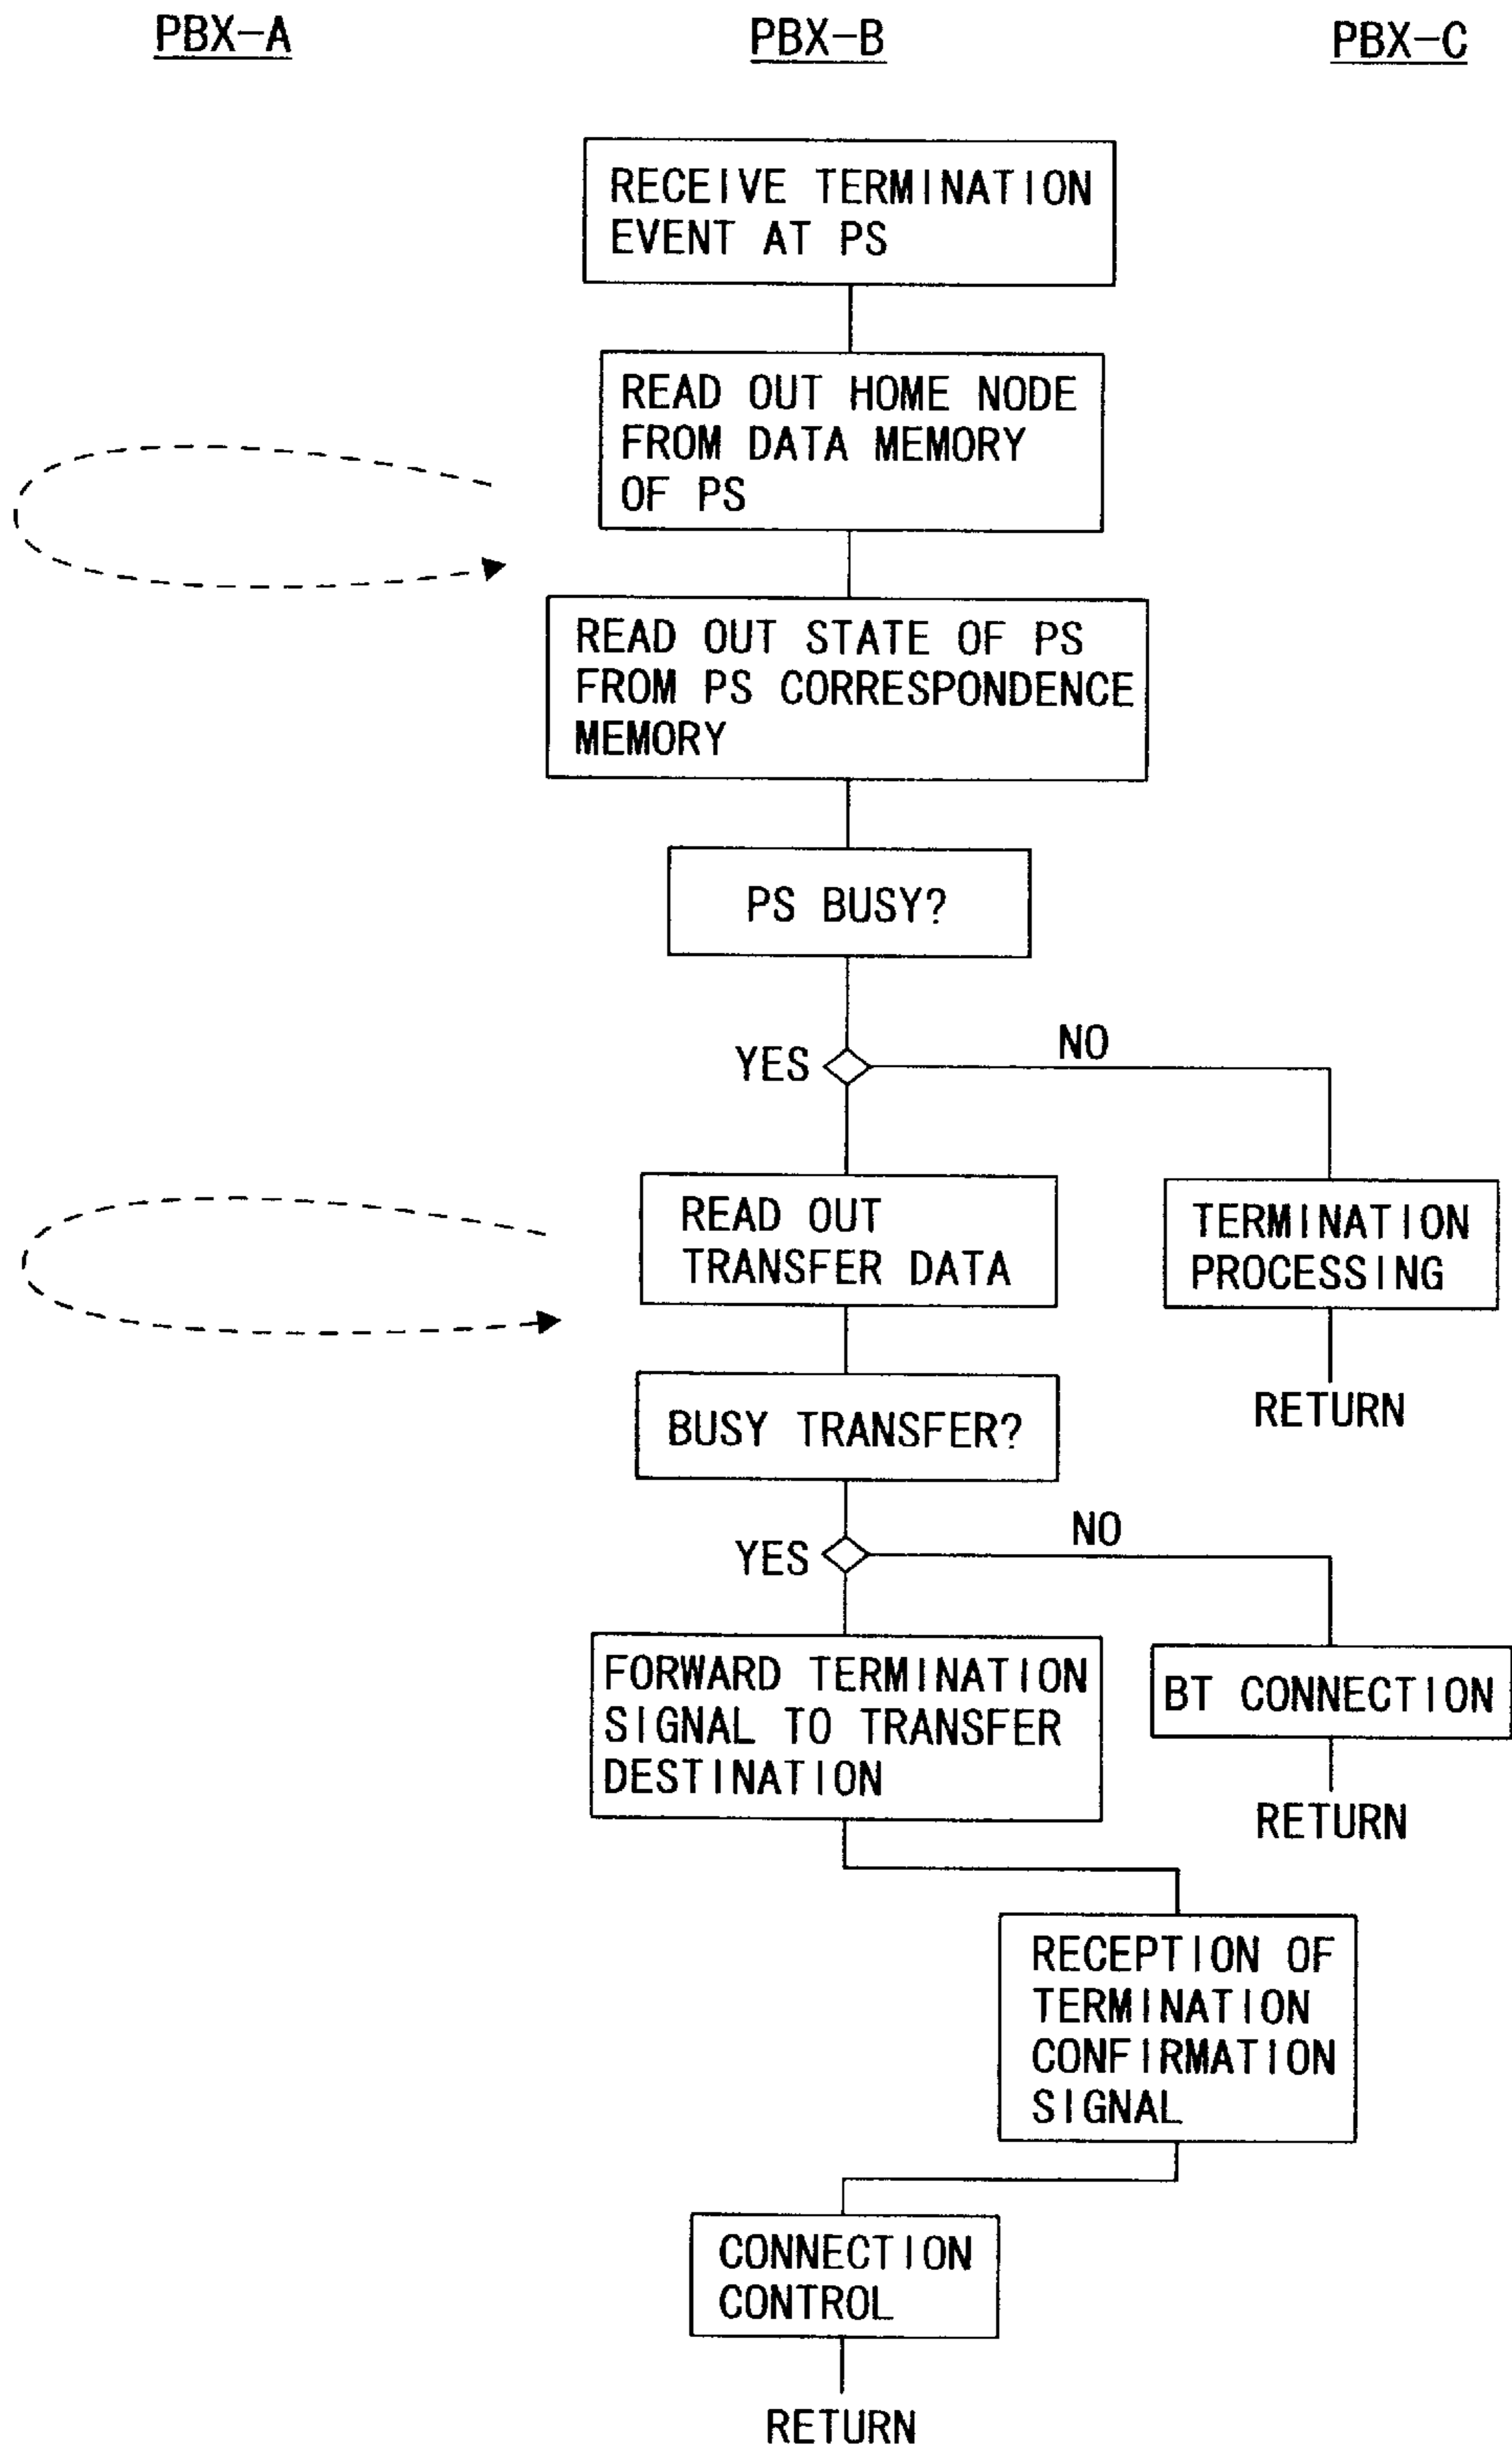 PBX-A
PBX-B
PBX-C
RECEIVE TERMINATION
EVENT AT PS
READ OUT HOME NODE
FROM DATA MEMORY
OF PS
READ OUT STATE OF PS
FROM PS CORRESPONDENCE
MEMORY
PS BUSY?
YES
NO
READ OUT
TRANSFER DATA
TERMINATION
PROCESSING
RETURN
BUSY TRANSFER?
YES
NO
FORWARD TERMINATION
SIGNAL TO TRANSFER
DESTINATION
BT CONNECTION
RETURN
RECEPTION OF
TERMINATION
CONFIRMATION
SIGNAL
CONNECTION
CONTROL
RETURN